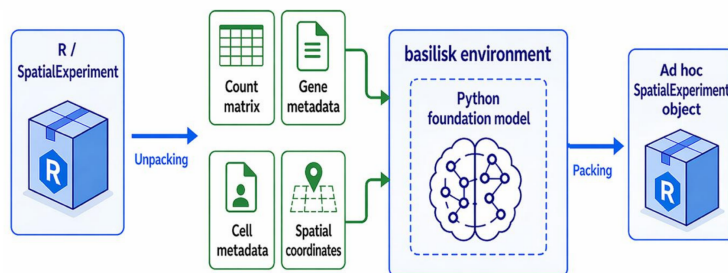 R /
SpatialExperiment
R
Unpacking
Count
matrix
Gene
metadata
Cell
metadata
Spatial
coordinates
basilisk environment
Python
foundation model
Packing
Ad hoc
SpatialExperiment
object
R